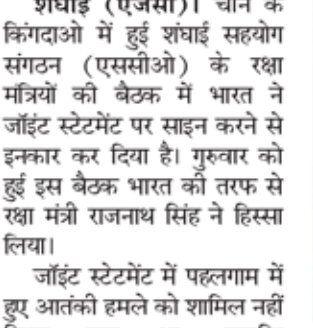 शंघाई (एजेंसी)। चीन के
किंगदाओ में हुई शंघाई सहयोग
संगठन (एससीओ) के रक्षा
मंत्रियों की बैठक में भारत ने
जॉइंट स्टेटमेंट पर साइन करने से
इनकार कर दिया है। गुरुवार को
हुई इस बैठक भारत की तरफ से
रक्षा मंत्री राजनाथ सिंह ने हिस्सा
लिया।
जॉइंट स्टेटमेंट में पहलगाम में
हुए आतंकी हमले को शामिल नहीं